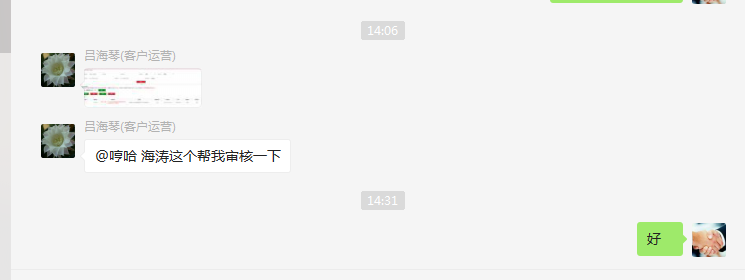 14:06
吕海琴(客户运营)
吕海琴(客户运营)
@哼哈 海涛这个帮我审核一下
14:31
好